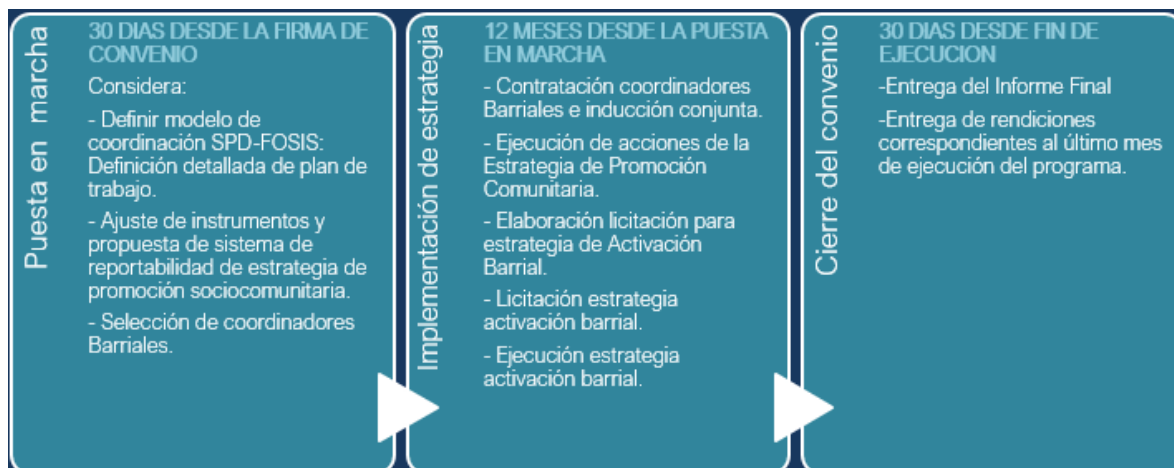 Puesta en marcha
30 DIAS DESDE LA FIRMA DE
CONVENIO
Considera:
- Definir modelo de
coordinación SPD-FOSIS:
Definición detallada de plan de
trabajo.
- Ajuste de instrumentos y
propuesta de sistema de
reportabilidad de estrategia de
promoción sociocomunitaria.
- Selección de coordinadores
Barriales.
Implementación de estrategia
12 MESES DESDE LA PUESTA
EN MARCHA
- Contratación coordinadores
Barriales e inducción conjunta.
- Ejecución de acciones de la
Estrategia de Promoción
Comunitaria.
- Elaboración licitación para
estrategia de Activación
Barrial.
- Licitación estrategia
activación barrial.
- Ejecución estrategia
activación barrial.
Cierre del convenio
30 DIAS DESDE FIN DE
EJECUCION
-Entrega del Informe Final
-Entrega de rendiciones
correspondientes al último mes
de ejecución del programa.